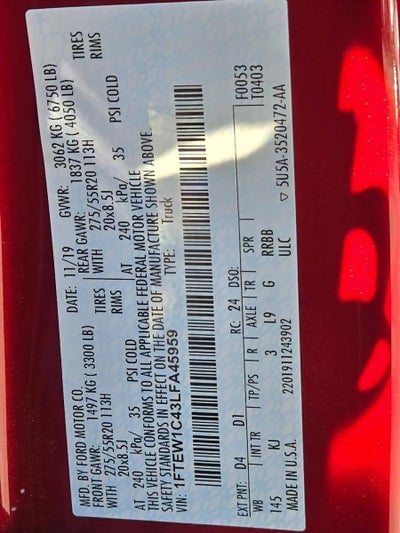 MFD. BY FORD MOTOR CO.
DATE: 11/19 GVWR: 3062 KG ( 6750 LB)
FRONT GAWR: 1497 KG ( 3300 LB) REAR GAWR: 1837 KG ( 4050 LB)
WITH 275/55R20 113H TIRES WITH 275/55R20 113H TIRES
20x8.5J RIMS 20x8.5J RIMS
AT 240 kPa/ 35 PSI COLD AT 240 kPa/ 35 PSI COLD
THIS VEHICLE CONFORMS TO ALL APPLICABLE FEDERAL MOTOR VEHICLE
SAFETY STANDARDS IN EFFECT ON THE DATE OF MANUFACTURE SHOWN ABOVE.
VIN: 1FTEW1C43LFA45959 TYPE: Truck
F0053
T0403
EXT PNT: D4 D1 RC: 24 DSO:
WB INT TR TP/PS R AXLE TR SPR
145 KJ 3 L9 G RRBB
ULC
MADE IN U.S.A. 2201911243902 ▽ 5U5A-3520472-AA